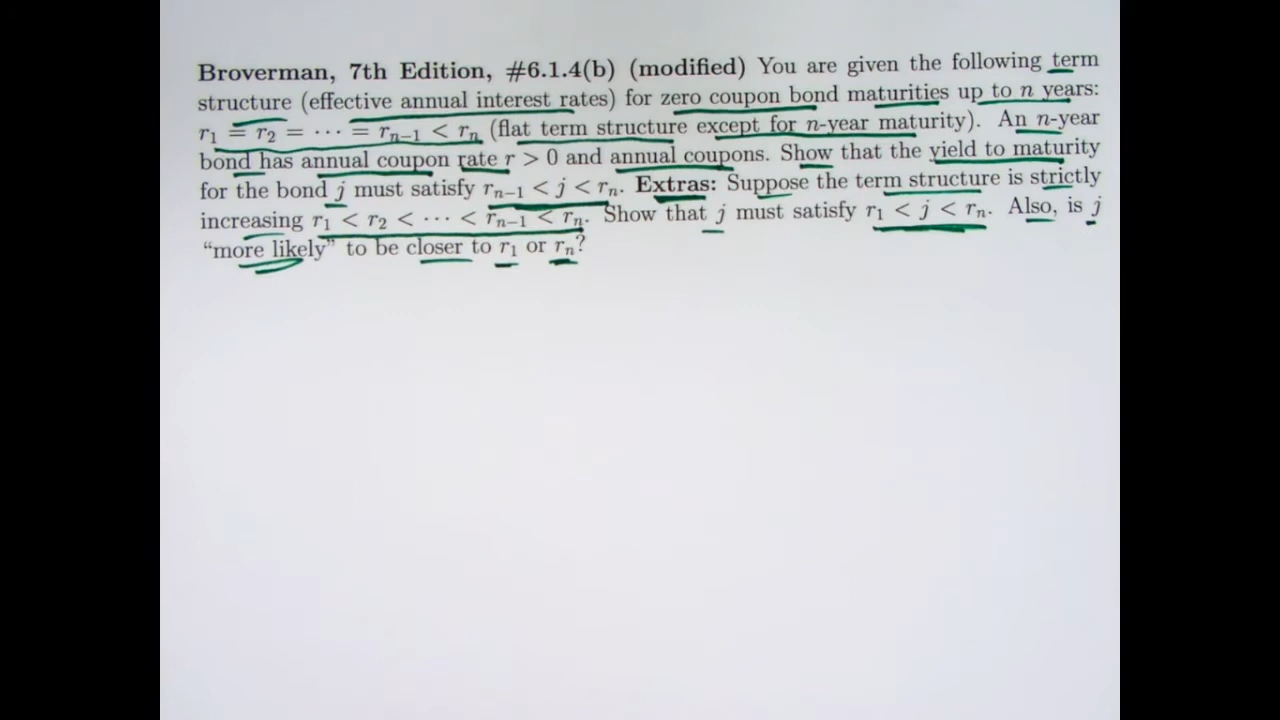 Broverman, 7th Edition, #6.1.4(b) (modified) You are given the following term
structure (effective annual interest rates) for zero coupon bond maturities up to n years:
r₁ = r₂ = ⋯ = rₙ₋₁ < rₙ (flat term structure except for n-year maturity). An n-year
bond has annual coupon rate r > 0 and annual coupons. Show that the yield to maturity
for the bond j must satisfy rₙ₋₁ < j < rₙ. Extras: Suppose the term structure is strictly
increasing r₁ < r₂ < ⋯ < rₙ₋₁ < rₙ. Show that j must satisfy r₁ < j < rₙ. Also, is j
“more likely” to be closer to r₁ or rₙ?